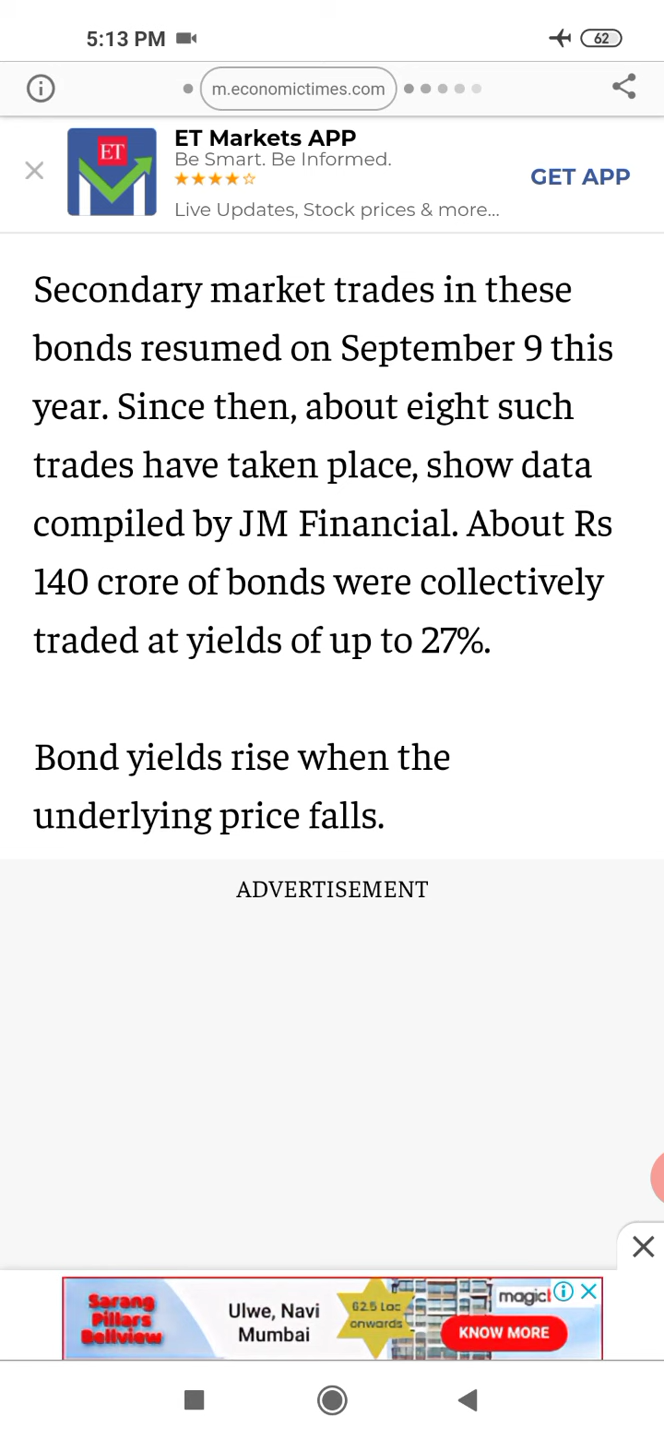 5:13 PM
62
m.economictimes.com
ET
ET Markets APP
Be Smart. Be Informed.
GET APP
Live Updates, Stock prices & more...
Secondary market trades in these
bonds resumed on September 9 this
year. Since then, about eight such
trades have taken place, show data
compiled by JM Financial. About Rs
140 crore of bonds were collectively
traded at yields of up to 27%.
Bond yields rise when the
underlying price falls.
ADVERTISEMENT
Sarang
Pillars
Bellview
Ulwe, Navi
Mumbai
62.5 Lac
onwards
magicb
KNOW MORE